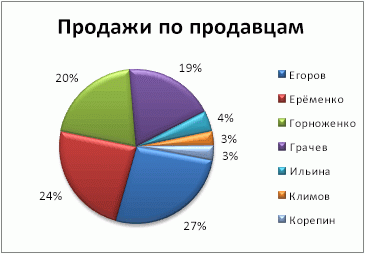 Продажи по продавцам
19%
20%
4%
3%
3%
24%
27%
Егоров
Ерёменко
Горноженко
Грачев
Ильина
Климов
Корепин